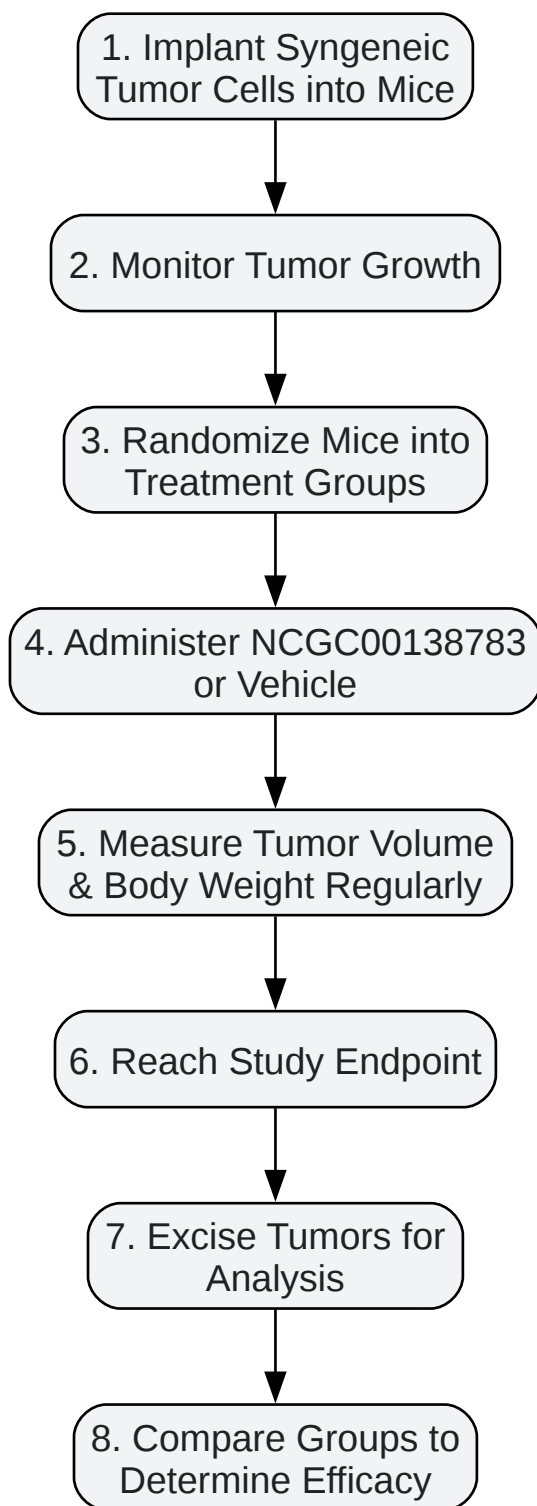 1. Implant Syngeneic
Tumor Cells into Mice
2. Monitor Tumor Growth
3. Randomize Mice into
Treatment Groups
4. Administer NCGC00138783
or Vehicle
5. Measure Tumor Volume
& Body Weight Regularly
6. Reach Study Endpoint
7. Excise Tumors for
Analysis
8. Compare Groups to
Determine Efficacy